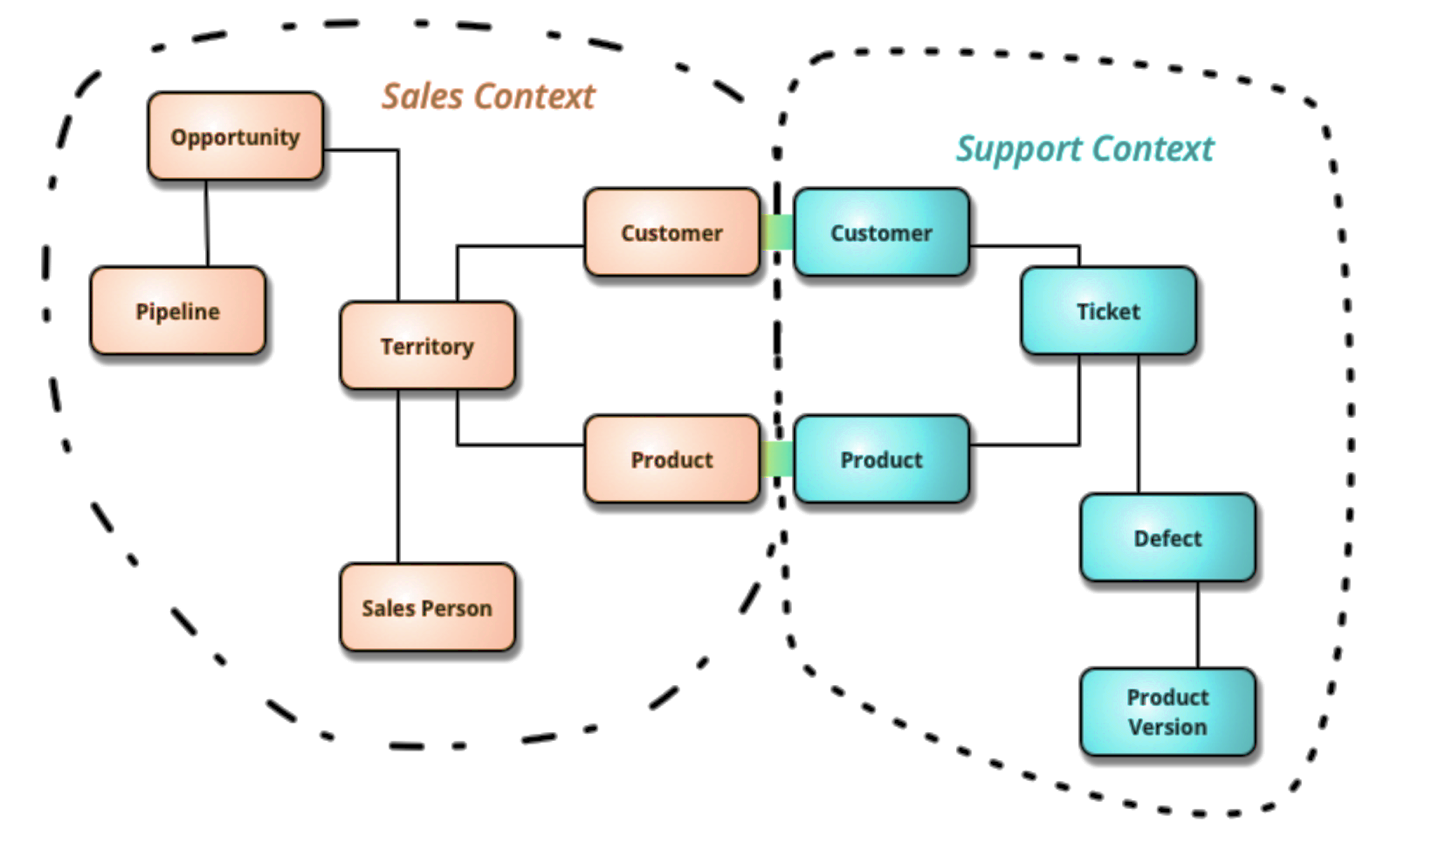 Sales Context
Opportunity
Support Context
Customer
Customer
Pipeline
Ticket
Territory
Product
Product
Defect
Sales Person
Product
Version